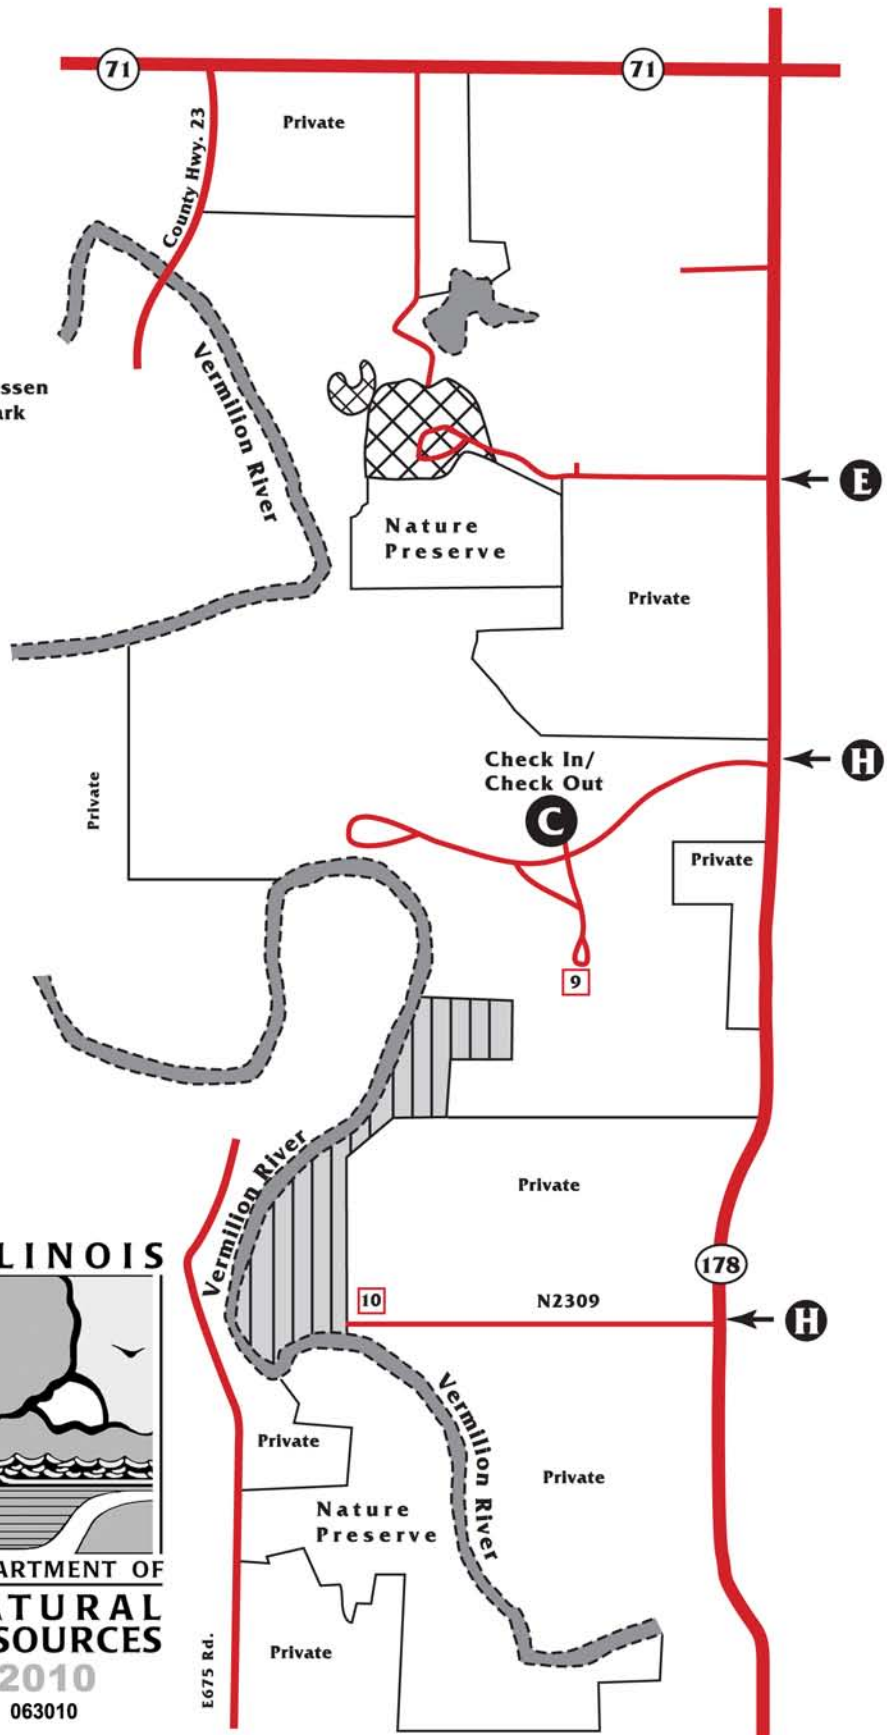 71
71
County Hwy. 23
Private
Vermilion River
ssen
ark
E
Nature
Preserve
Private
Check In/
Check Out
H
C
Private
Private
9
Vermilion River
Private
178
10
N2309
H
LINOIS
Vermilion River
Private
Private
Nature
Preserve
ARTMENT OF
ATURAL
SOURCES
2010
063010
E675 Rd.
Private